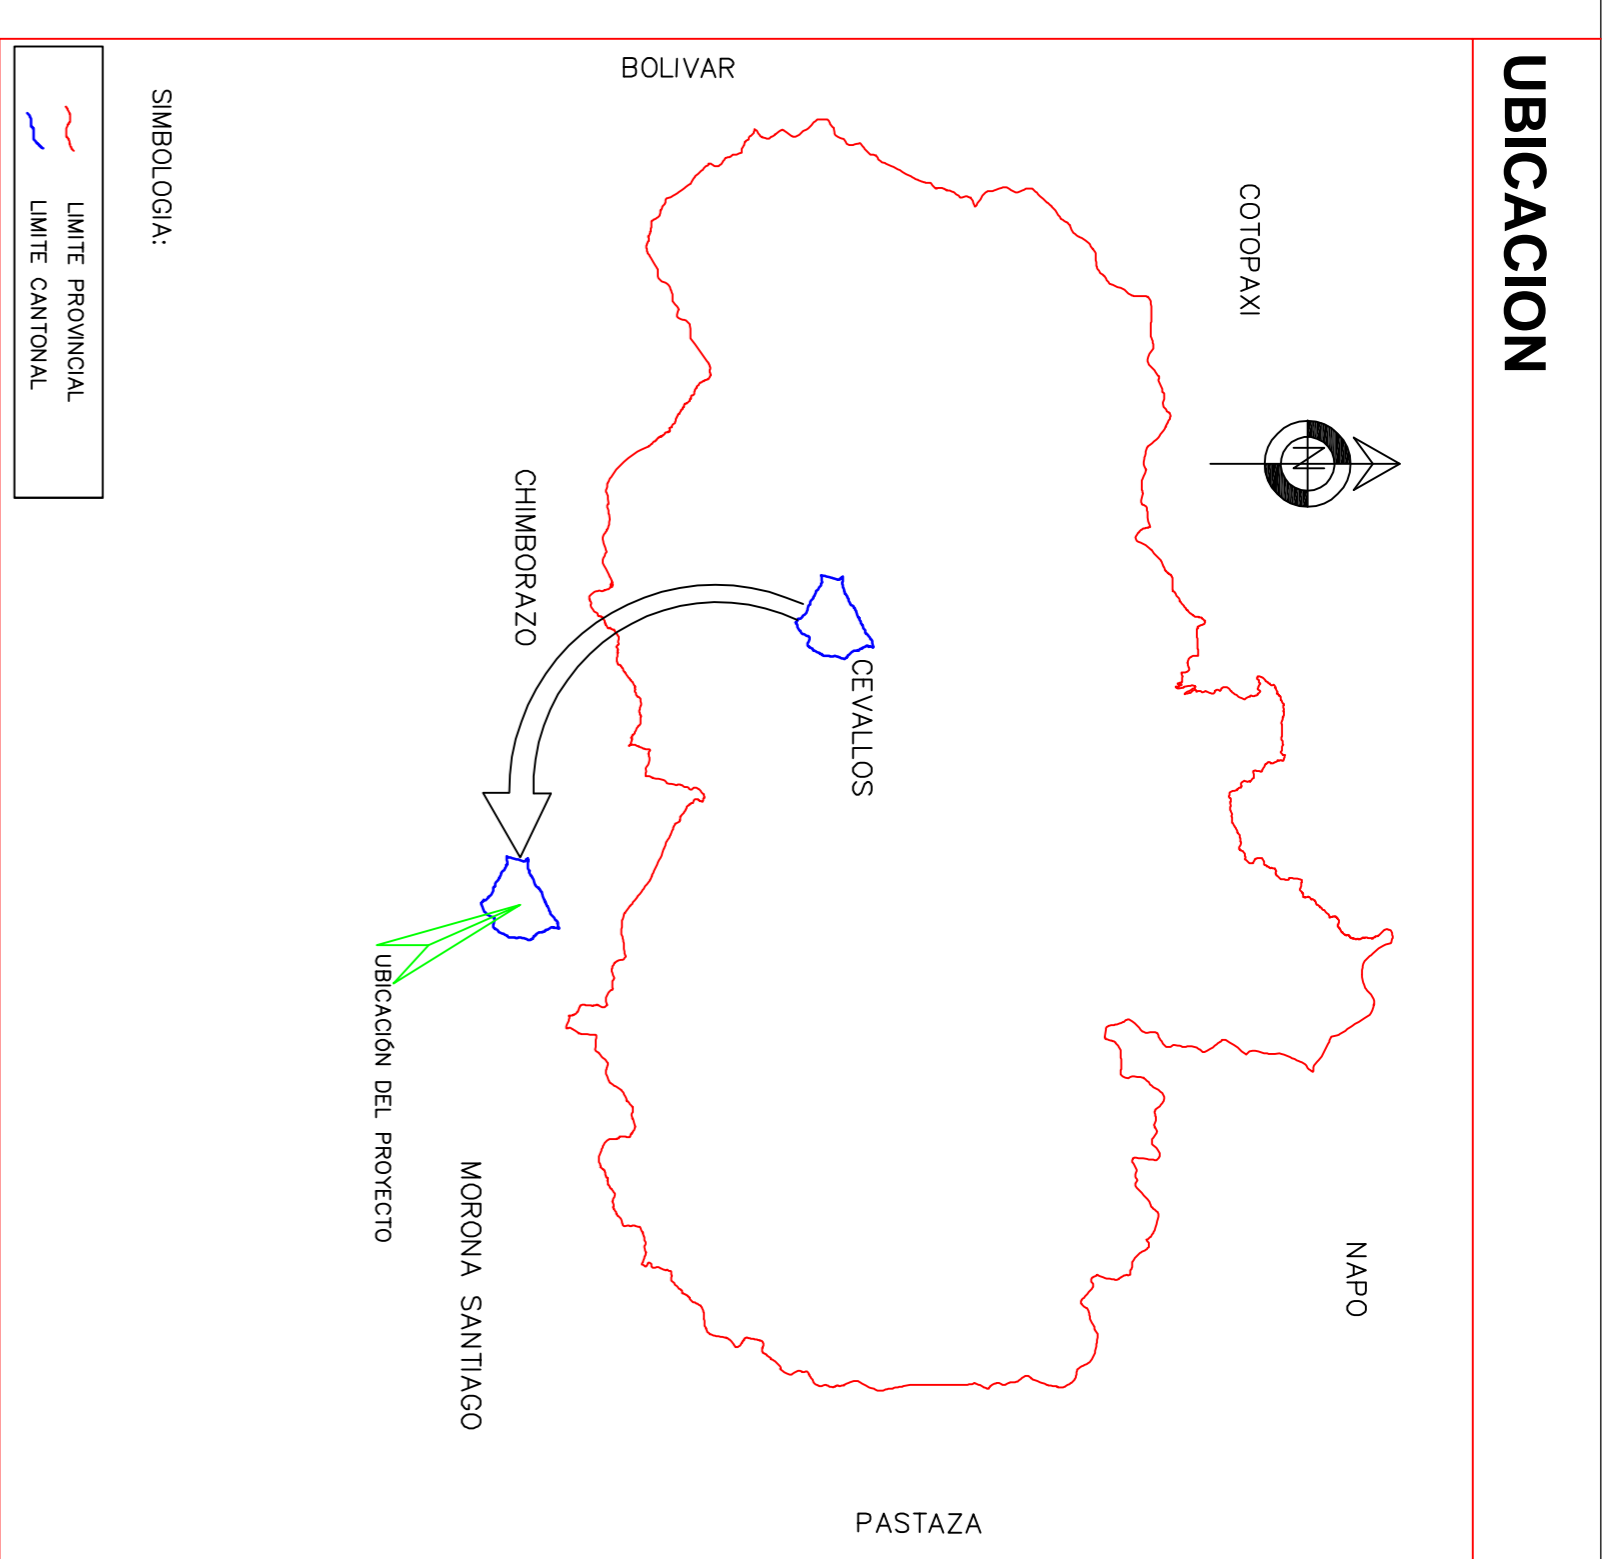 UBICACION
COTOPAXI
N
NAPO
BOLIVAR
CEVALLOS
PASTAZA
CHIMBORAZO
MORONA SANTIAGO
UBICACIÓN DEL PROYECTO
SIMBOLOGIA:
LIMITE PROVINCIAL
LIMITE CANTONAL